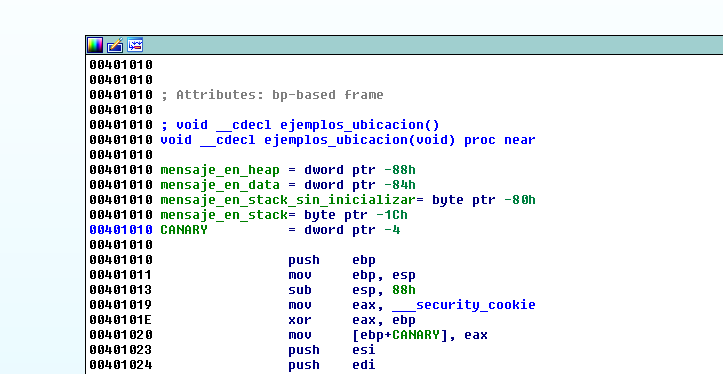 00401010
00401010
00401010 ; Attributes: bp-based frame
00401010
00401010 ; void __cdecl ejemplos_ubicacion()
00401010 void __cdecl ejemplos_ubicacion(void) proc near
00401010
00401010 mensaje_en_heap = dword ptr -88h
00401010 mensaje_en_data = dword ptr -84h
00401010 mensaje_en_stack_sin_inicializar= byte ptr -80h
00401010 mensaje_en_stack= byte ptr -1Ch
00401010 CANARY = dword ptr -4
00401010
00401010 push ebp
00401011 mov ebp, esp
00401013 sub esp, 88h
00401019 mov eax, ___security_cookie
0040101E xor eax, ebp
00401020 mov [ebp+CANARY], eax
00401023 push esi
00401024 push edi